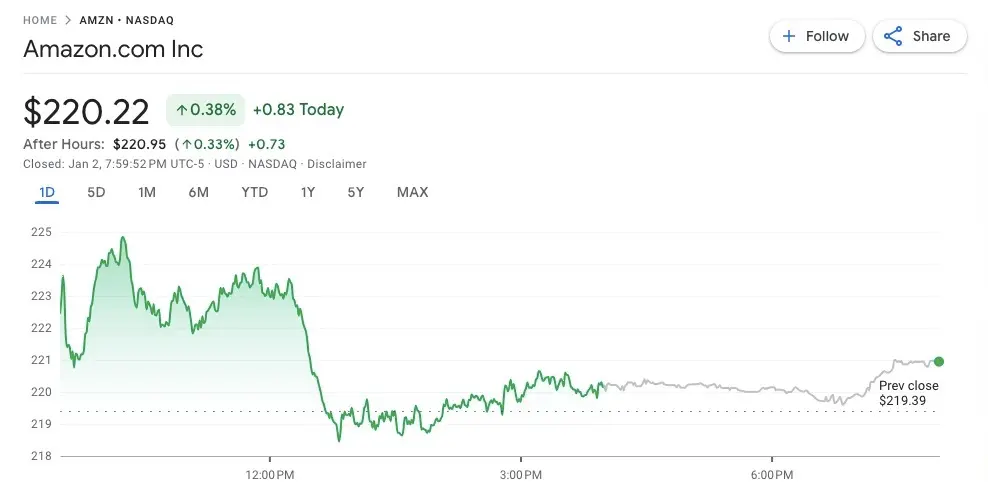 HOME > AMZN • NASDAQ
Amazon.com Inc
+ Follow
Share
$220.22 ↑0.38% +0.83 Today
After Hours: $220.95 (↑0.33%) +0.73
Closed: Jan 2, 7:59:52 PM UTC-5 · USD · NASDAQ · Disclaimer
1D 5D 1M 6M YTD 1Y 5Y MAX
225
224
223
222
221
220
219
218
Prev close
$219.39
12:00 PM 3:00 PM 6:00 PM